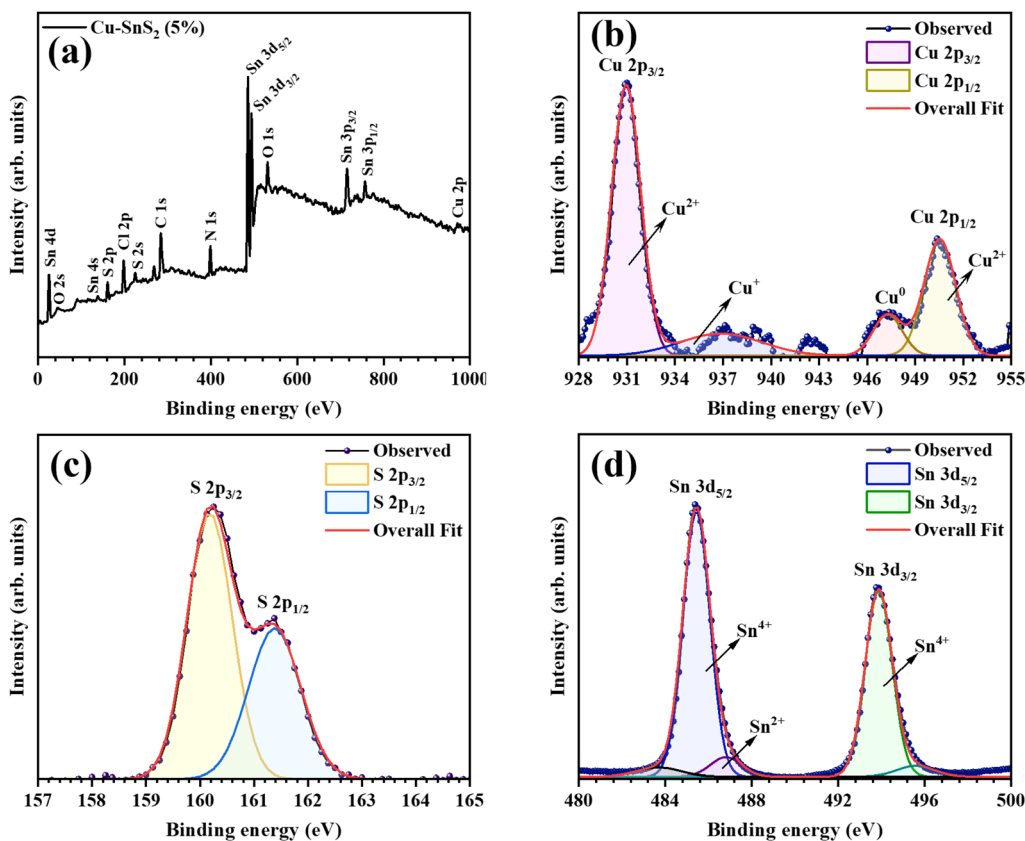 (a)
Cu-SnS₂ (5%)
Sn 3d₅/₂
Sn 3d₃/₂
Sn 4d
O 2s
Sn 4s
S 2p
Cl 2p
S 2s
C 1s
N 1s
O 1s
Sn 3p₃/₂
Sn 3p₁/₂
Cu 2p
Intensity (arb. units)
0 200 400 600 800 1000
Binding energy (eV)
(b)
Observed
Cu 2p₃/₂
Cu 2p₁/₂
Overall Fit
Cu 2p₃/₂
Cu²⁺
Cu⁺
Cu⁰
Cu 2p₁/₂
Cu²⁺
Intensity (arb. units)
928 931 934 937 940 943 946 949 952 955
Binding energy (eV)
(c)
Observed
S 2p₃/₂
S 2p₁/₂
Overall Fit
S 2p₃/₂
S 2p₁/₂
Intensity (arb. units)
157 158 159 160 161 162 163 164 165
Binding energy (eV)
(d)
Observed
Sn 3d₅/₂
Sn 3d₃/₂
Overall Fit
Sn 3d₅/₂
Sn 3d₃/₂
Sn⁴⁺
Sn⁴⁺
Sn²⁺
Intensity (arb. units)
480 484 488 492 496 500
Binding energy (eV)